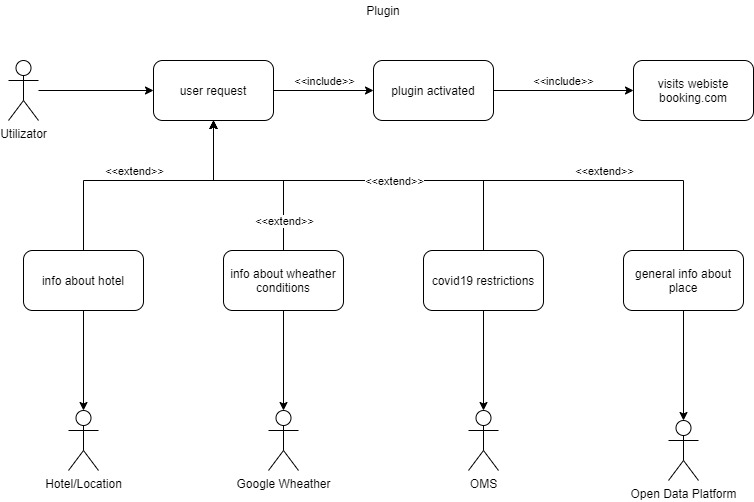 Plugin
user request
<<include>>
plugin activated
<<include>>
visits webiste
booking.com
Utilizator
<<extend>>
<<extend>>
<<extend>>
<<extend>>
info about hotel
info about wheather
conditions
covid19 restrictions
general info about
place
Hotel/Location
Google Wheather
OMS
Open Data Platform